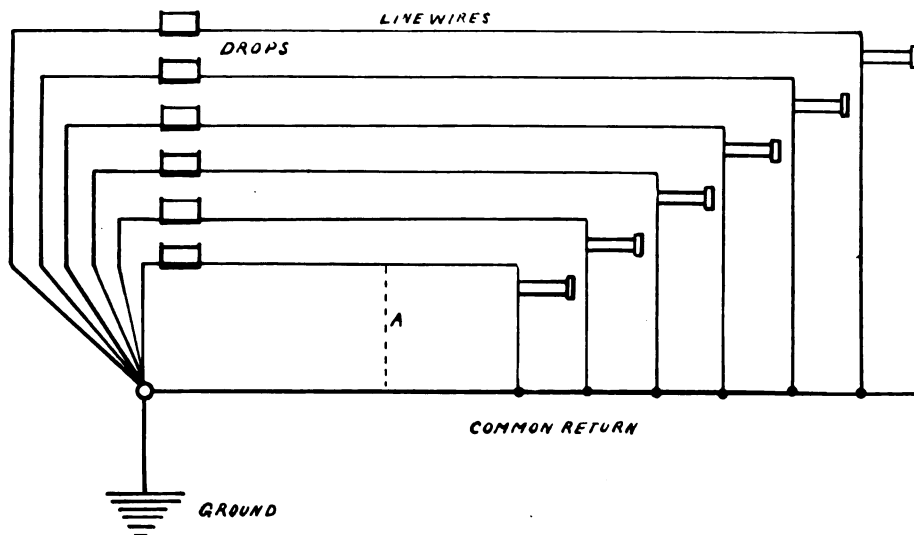 LINE WIRES
DROPS
A
COMMON RETURN
GROUND